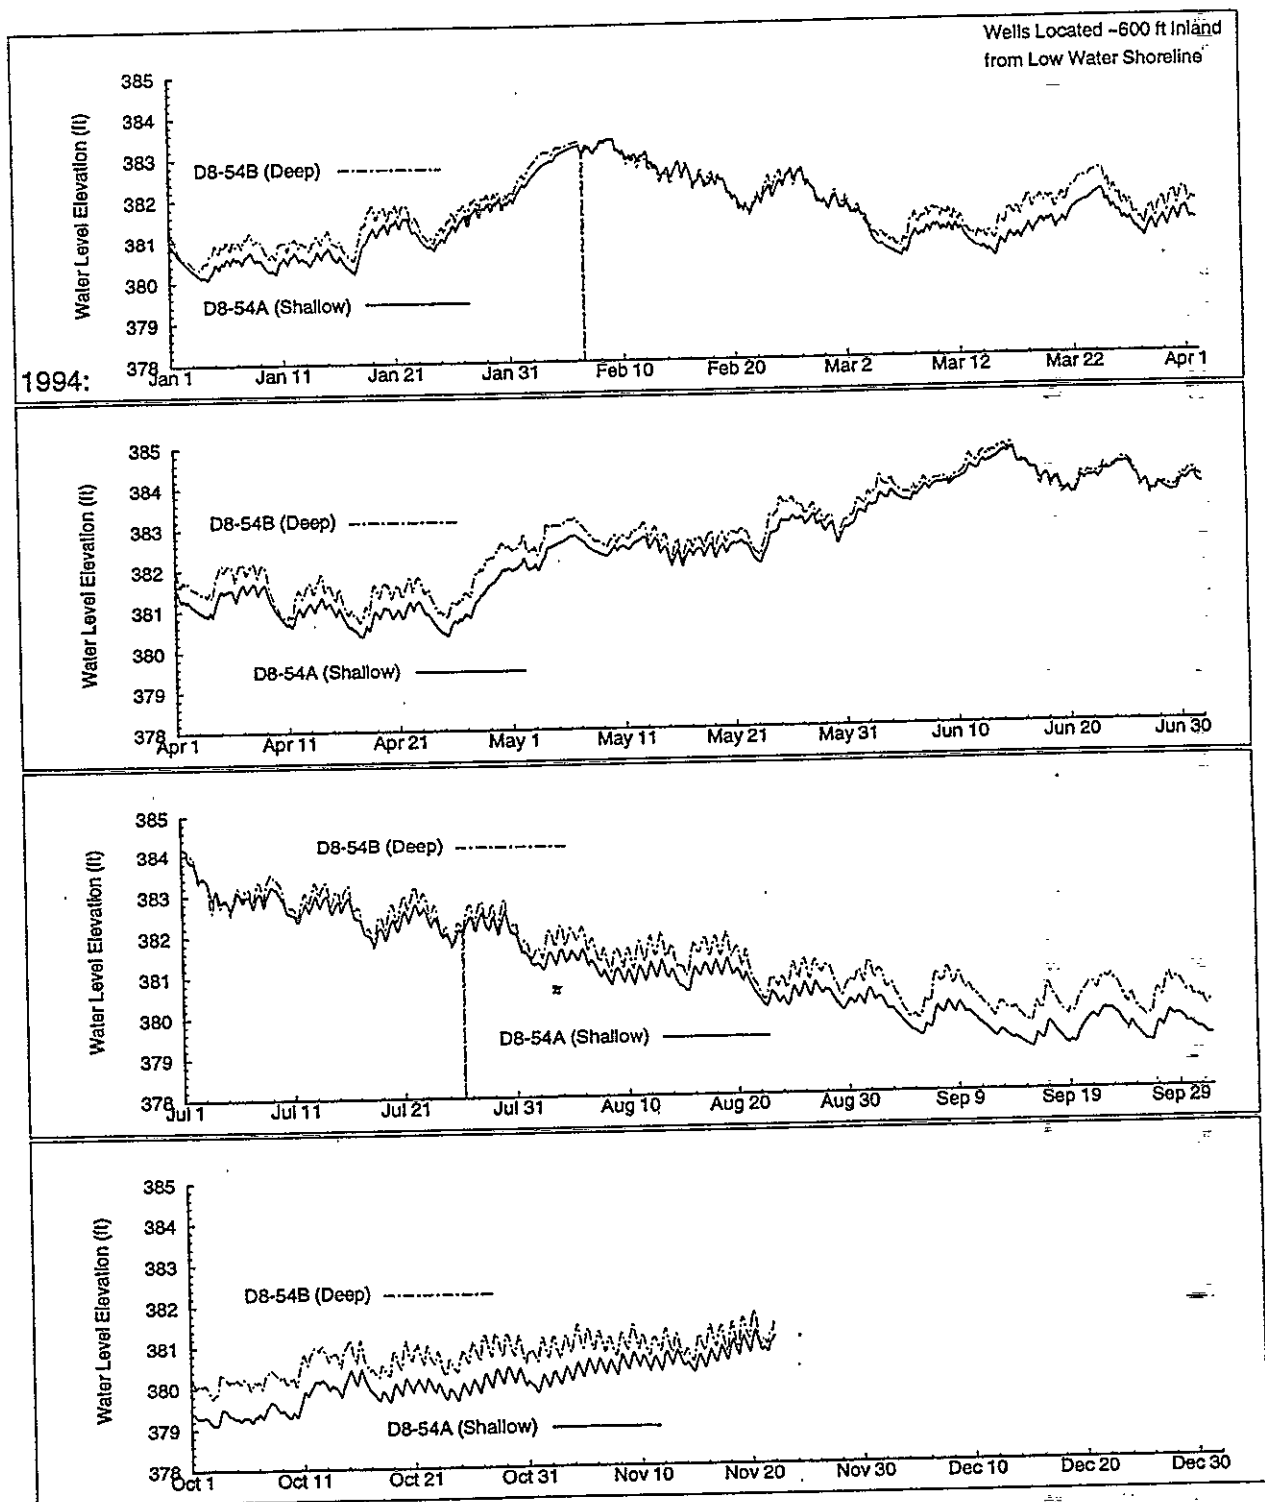 Wells Located ~600 ft Inland
from Low Water Shoreline
Water Level Elevation (ft)
385
384
383
382
381
380
379
378
D8-54B (Deep)
D8-54A (Shallow)
1994:
Jan 1 Jan 11 Jan 21 Jan 31 Feb 10 Feb 20 Mar 2 Mar 12 Mar 22 Apr 1
Water Level Elevation (ft)
385
384
383
382
381
380
379
378
D8-54B (Deep)
D8-54A (Shallow)
Apr 1 Apr 11 Apr 21 May 1 May 11 May 21 May 31 Jun 10 Jun 20 Jun 30
Water Level Elevation (ft)
385
384
383
382
381
380
379
378
D8-54B (Deep)
D8-54A (Shallow)
Jul 1 Jul 11 Jul 21 Jul 31 Aug 10 Aug 20 Aug 30 Sep 9 Sep 19 Sep 29
Water Level Elevation (ft)
385
384
383
382
381
380
379
378
D8-54B (Deep)
D8-54A (Shallow)
Oct 1 Oct 11 Oct 21 Oct 31 Nov 10 Nov 20 Nov 30 Dec 10 Dec 20 Dec 30